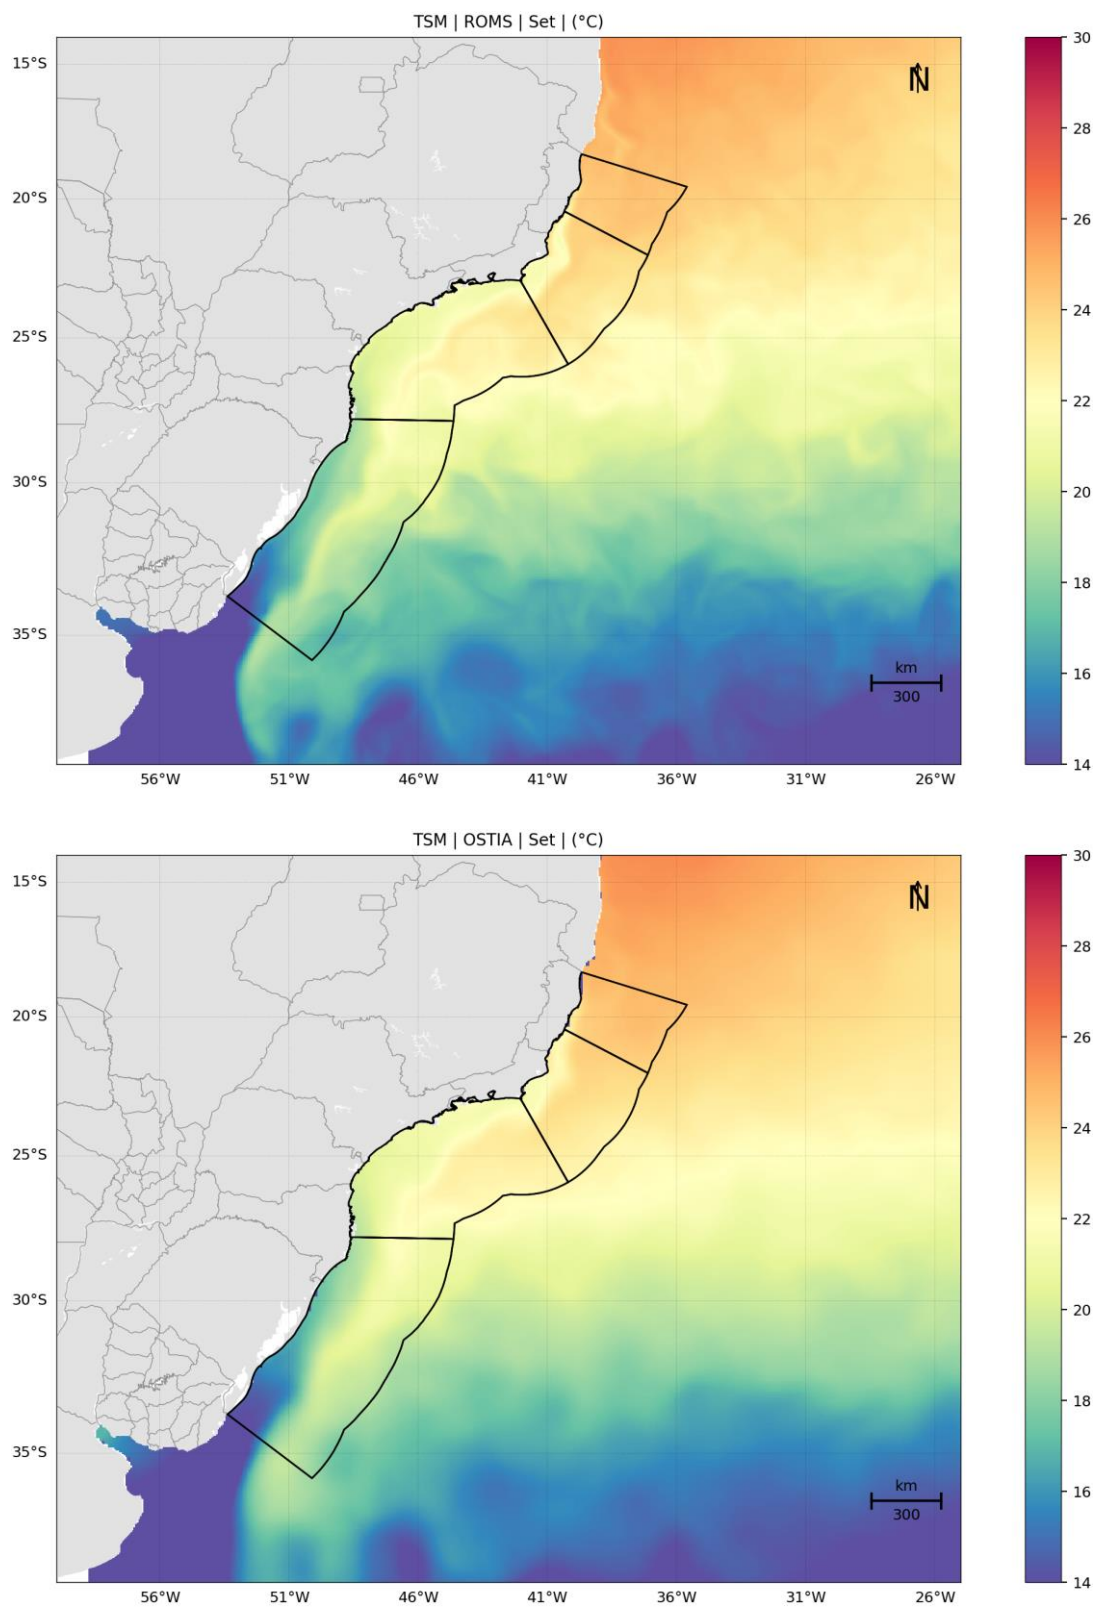 TSM | ROMS | Set | (°C)
15°S
20°S
25°S
30°S
35°S
N
km
300
56°W
51°W
46°W
41°W
36°W
31°W
26°W
30
28
26
24
22
20
18
16
14
TSM | OSTIA | Set | (°C)
15°S
20°S
25°S
30°S
35°S
N
km
300
56°W
51°W
46°W
41°W
36°W
31°W
26°W
30
28
26
24
22
20
18
16
14